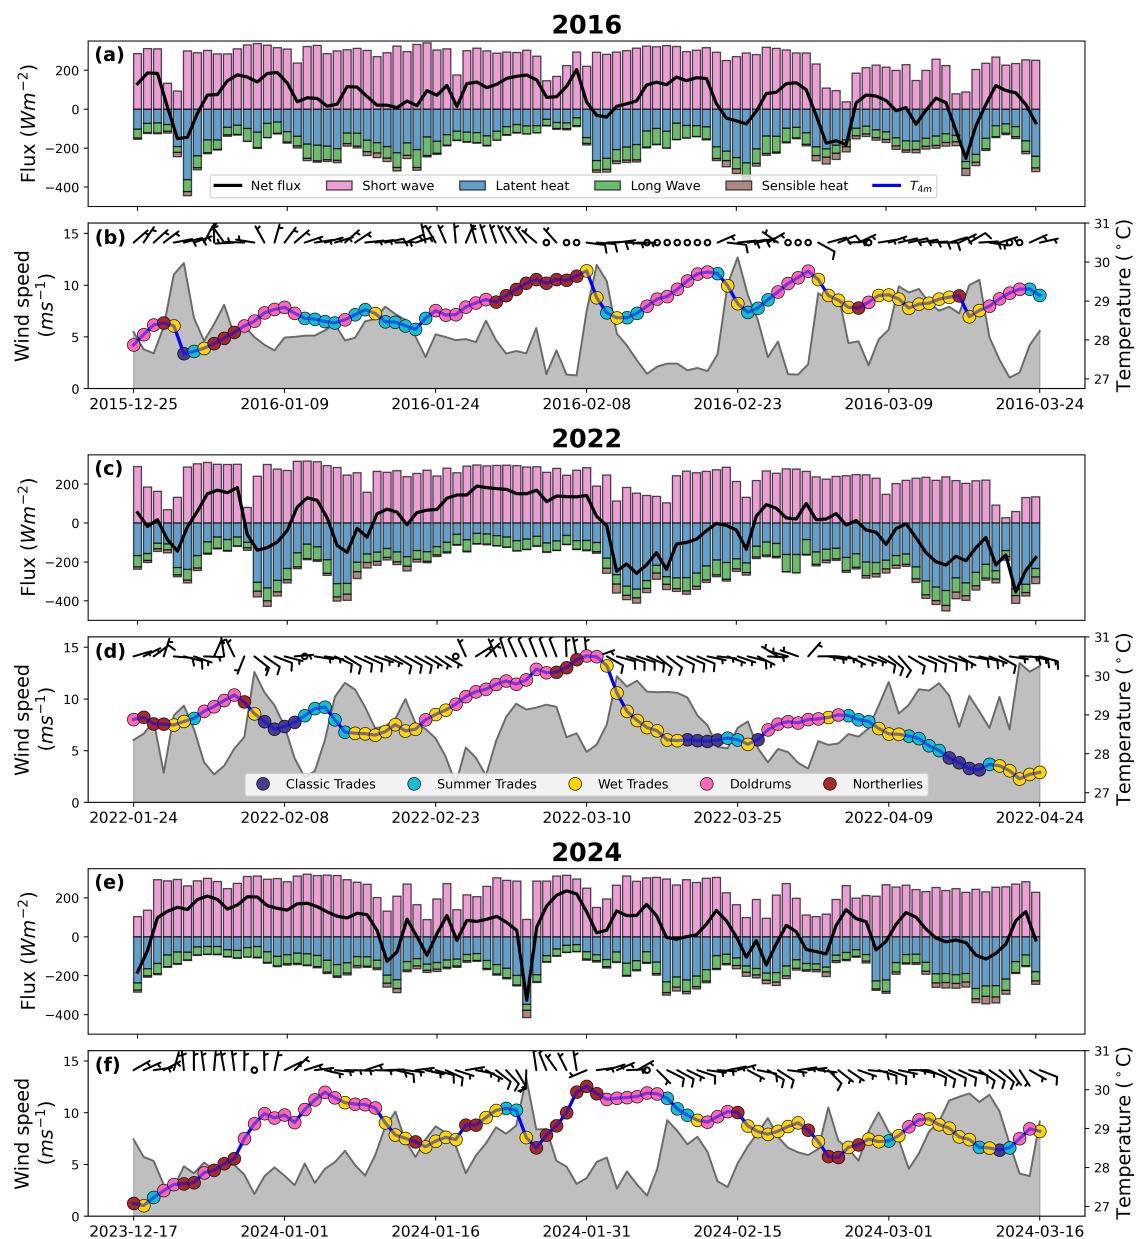 2016
(a)
Flux (Wm⁻²)
200
0
−200
−400
Net flux
Short wave
Latent heat
Long Wave
Sensible heat
T₄ₘ
(b)
Wind speed
(ms⁻¹)
15
10
5
0
31
30
29
28
27
Temperature (°C)
2015-12-25
2016-01-09
2016-01-24
2016-02-08
2016-02-23
2016-03-09
2016-03-24
2022
(c)
Flux (Wm⁻²)
200
0
−200
−400
(d)
Wind speed
(ms⁻¹)
15
10
5
0
Classic Trades
Summer Trades
Wet Trades
Doldrums
Northerlies
31
30
29
28
27
Temperature (°C)
2022-01-24
2022-02-08
2022-02-23
2022-03-10
2022-03-25
2022-04-09
2022-04-24
2024
(e)
Flux (Wm⁻²)
200
0
−200
−400
(f)
Wind speed
(ms⁻¹)
15
10
5
0
31
30
29
28
27
Temperature (°C)
2023-12-17
2024-01-01
2024-01-16
2024-01-31
2024-02-15
2024-03-01
2024-03-16